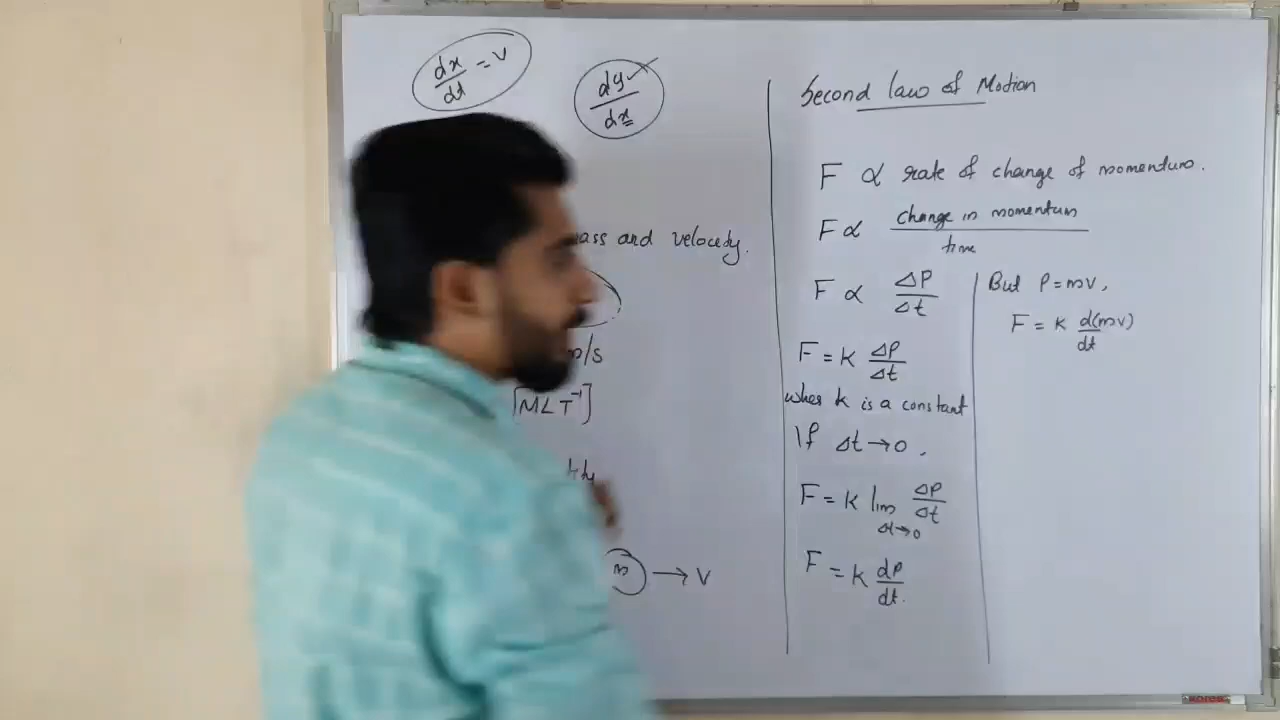 dx/dt = v
dy/dx
and velocity.
m/s
[MLT⁻¹]
m → v
Second law of Motion
F ∝ rate of change of momentum.
F ∝ change in momentum / time
F ∝ ΔP/Δt
F = K ΔP/Δt
where k is a constant
If Δt → 0 ,
F = K lim Δt→0 ΔP/Δt
F = K dP/dt.
But P = mv ,
F = K d(mv)/dt
korea